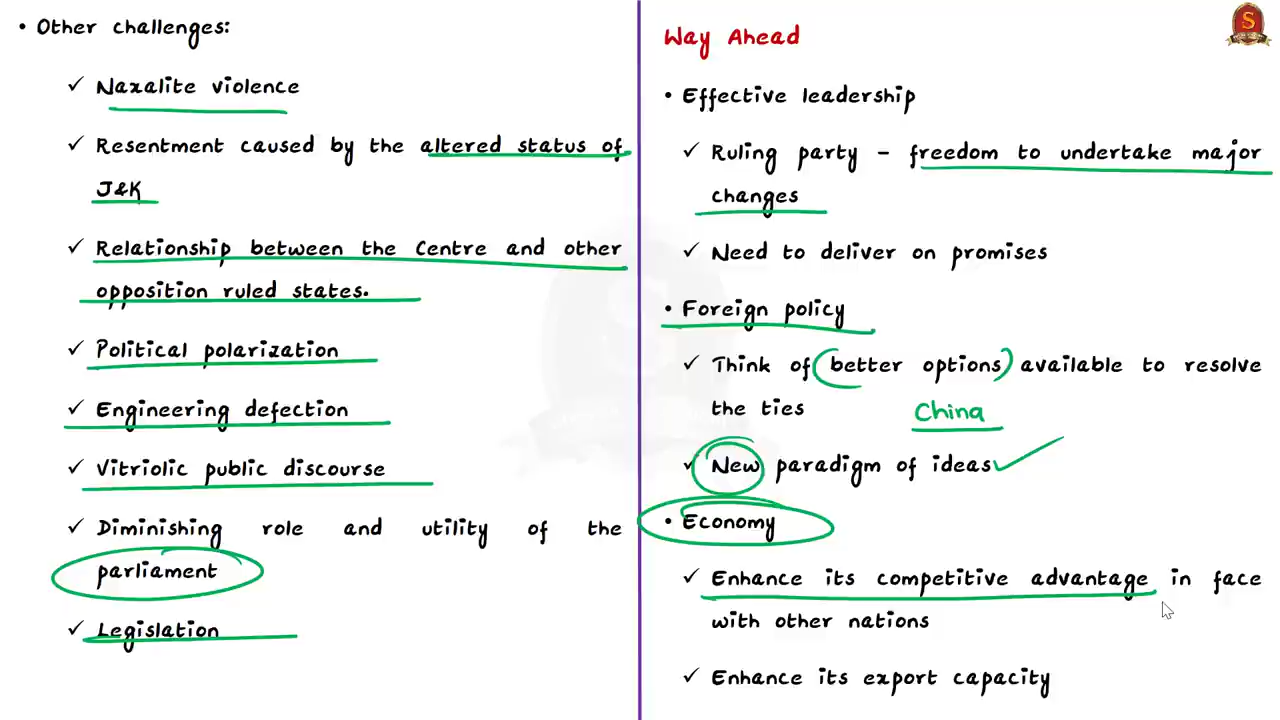 • Other challenges:
✓ Naxalite violence
✓ Resentment caused by the altered status of
J&K
✓ Relationship between the Centre and other
opposition ruled states.
✓ Political polarization
✓ Engineering defection
✓ Vitriolic public discourse
✓ Diminishing role and utility of the
parliament
✓ Legislation
Way Ahead
• Effective leadership
✓ Ruling party – freedom to undertake major
changes
✓ Need to deliver on promises
• Foreign policy
✓ Think of (better options) available to resolve
the ties
China
✓ New paradigm of ideas
• Economy
✓ Enhance its competitive advantage in face
with other nations
✓ Enhance its export capacity
S